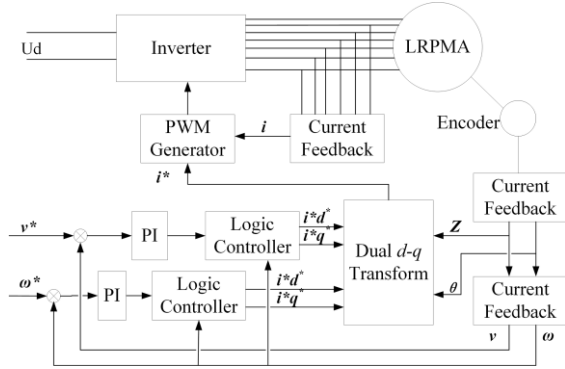 Ud
Inverter
LRPMA
Encoder
PWM
Generator
i
Current
Feedback
i*
Current
Feedback
v*
PI
Logic
Controller
i*d*
i*q*
Dual d-q
Transform
Z
ω*
PI
Logic
Controller
i*d*
i*q*
θ
Current
Feedback
v
ω